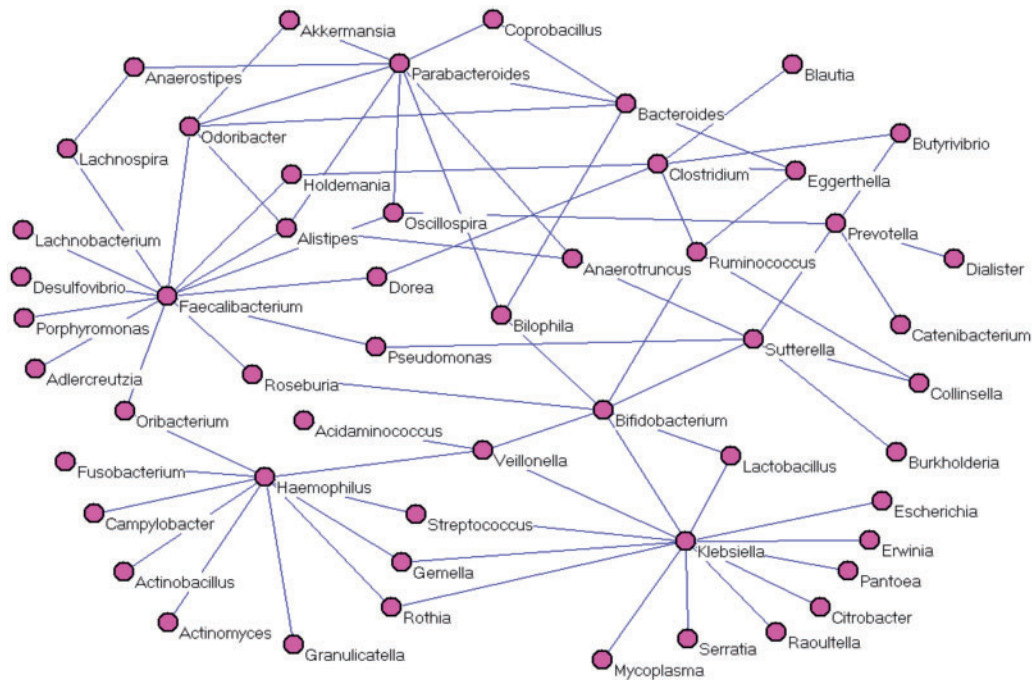 Akkermansia
Coprobacillus
Anaerostipes
Parabacteroides
Blautia
Bacteroides
Odoribacter
Butyrivibrio
Lachnospira
Holdemania
Clostridium
Eggerthella
Oscillospira
Lachnobacterium
Alistipes
Prevotella
Anaerotruncus
Ruminococcus
Dialister
Desulfovibrio
Faecalibacterium
Dorea
Porphyromonas
Bilophila
Catenibacterium
Pseudomonas
Sutterella
Adlercreutzia
Roseburia
Collinsella
Oribacterium
Acidaminococcus
Bifidobacterium
Veillonella
Lactobacillus
Burkholderia
Fusobacterium
Haemophilus
Escherichia
Campylobacter
Streptococcus
Klebsiella
Erwinia
Actinobacillus
Gemella
Pantoea
Rothia
Citrobacter
Actinomyces
Granulicatella
Serratia
Raoultella
Mycoplasma